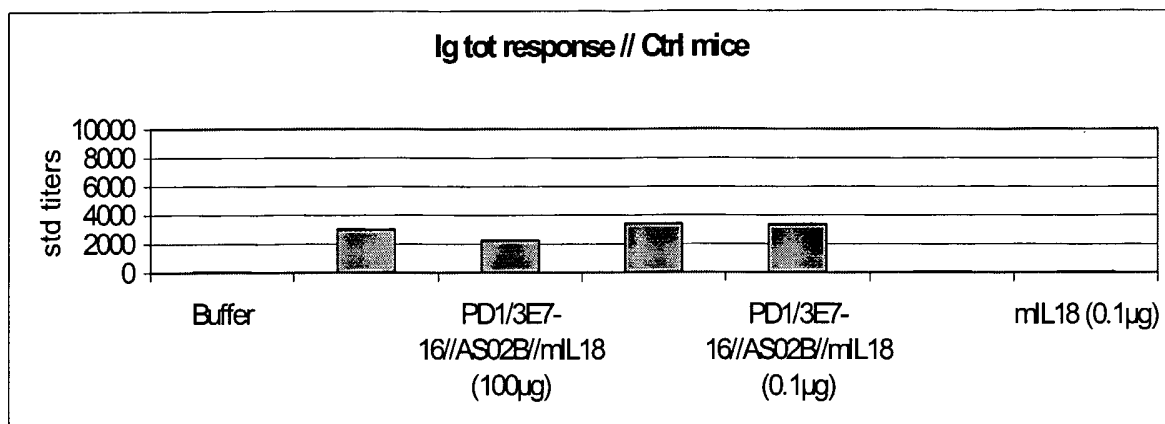 Ig tot response // Ctrl mice
10000
8000
6000
4000
2000
0
std titers
Buffer
PD1/3E7-
16//AS02B//mIL18
(100µg)
PD1/3E7-
16//AS02B//mIL18
(0.1µg)
mIL18 (0.1µg)